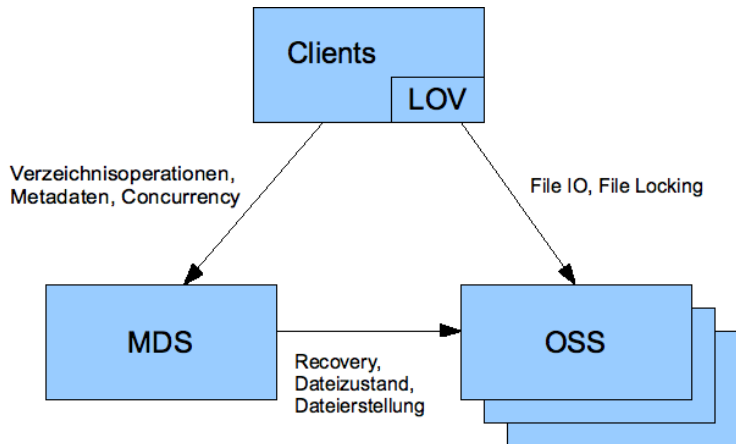 Clients
LOV
Verzeichnisoperationen,
Metadaten, Concurrency
File IO, File Locking
MDS
OSS
Recovery,
Dateizustand,
Dateierstellung